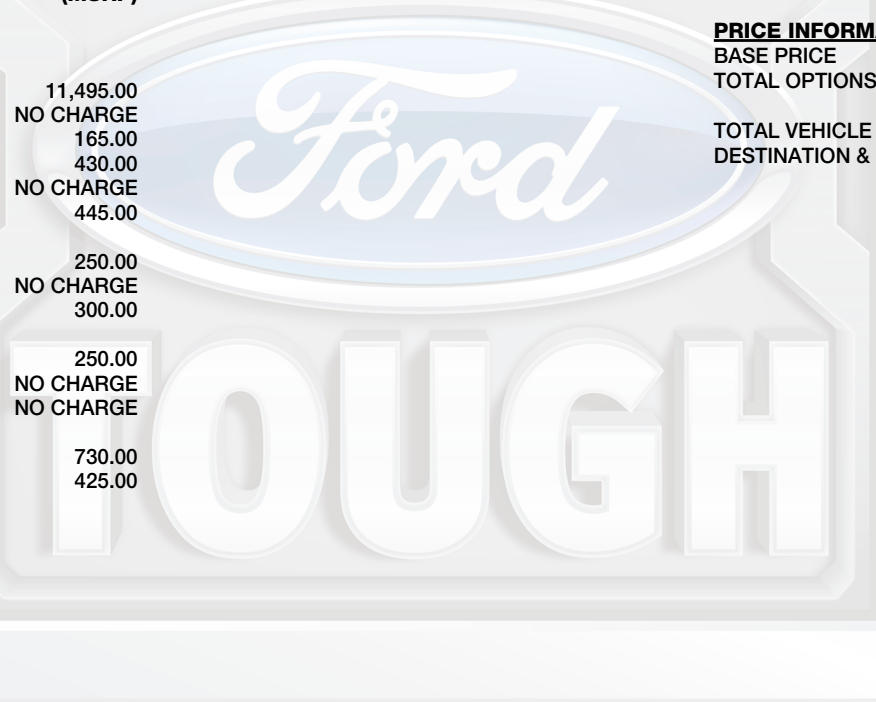 11,495.00
NO CHARGE
165.00
430.00
NO CHARGE
445.00
250.00
NO CHARGE
300.00
250.00
NO CHARGE
NO CHARGE
730.00
425.00
PRICE INFORM
BASE PRICE
TOTAL OPTIONS
TOTAL VEHICLE
DESTINATION &
Ford
TOUGH